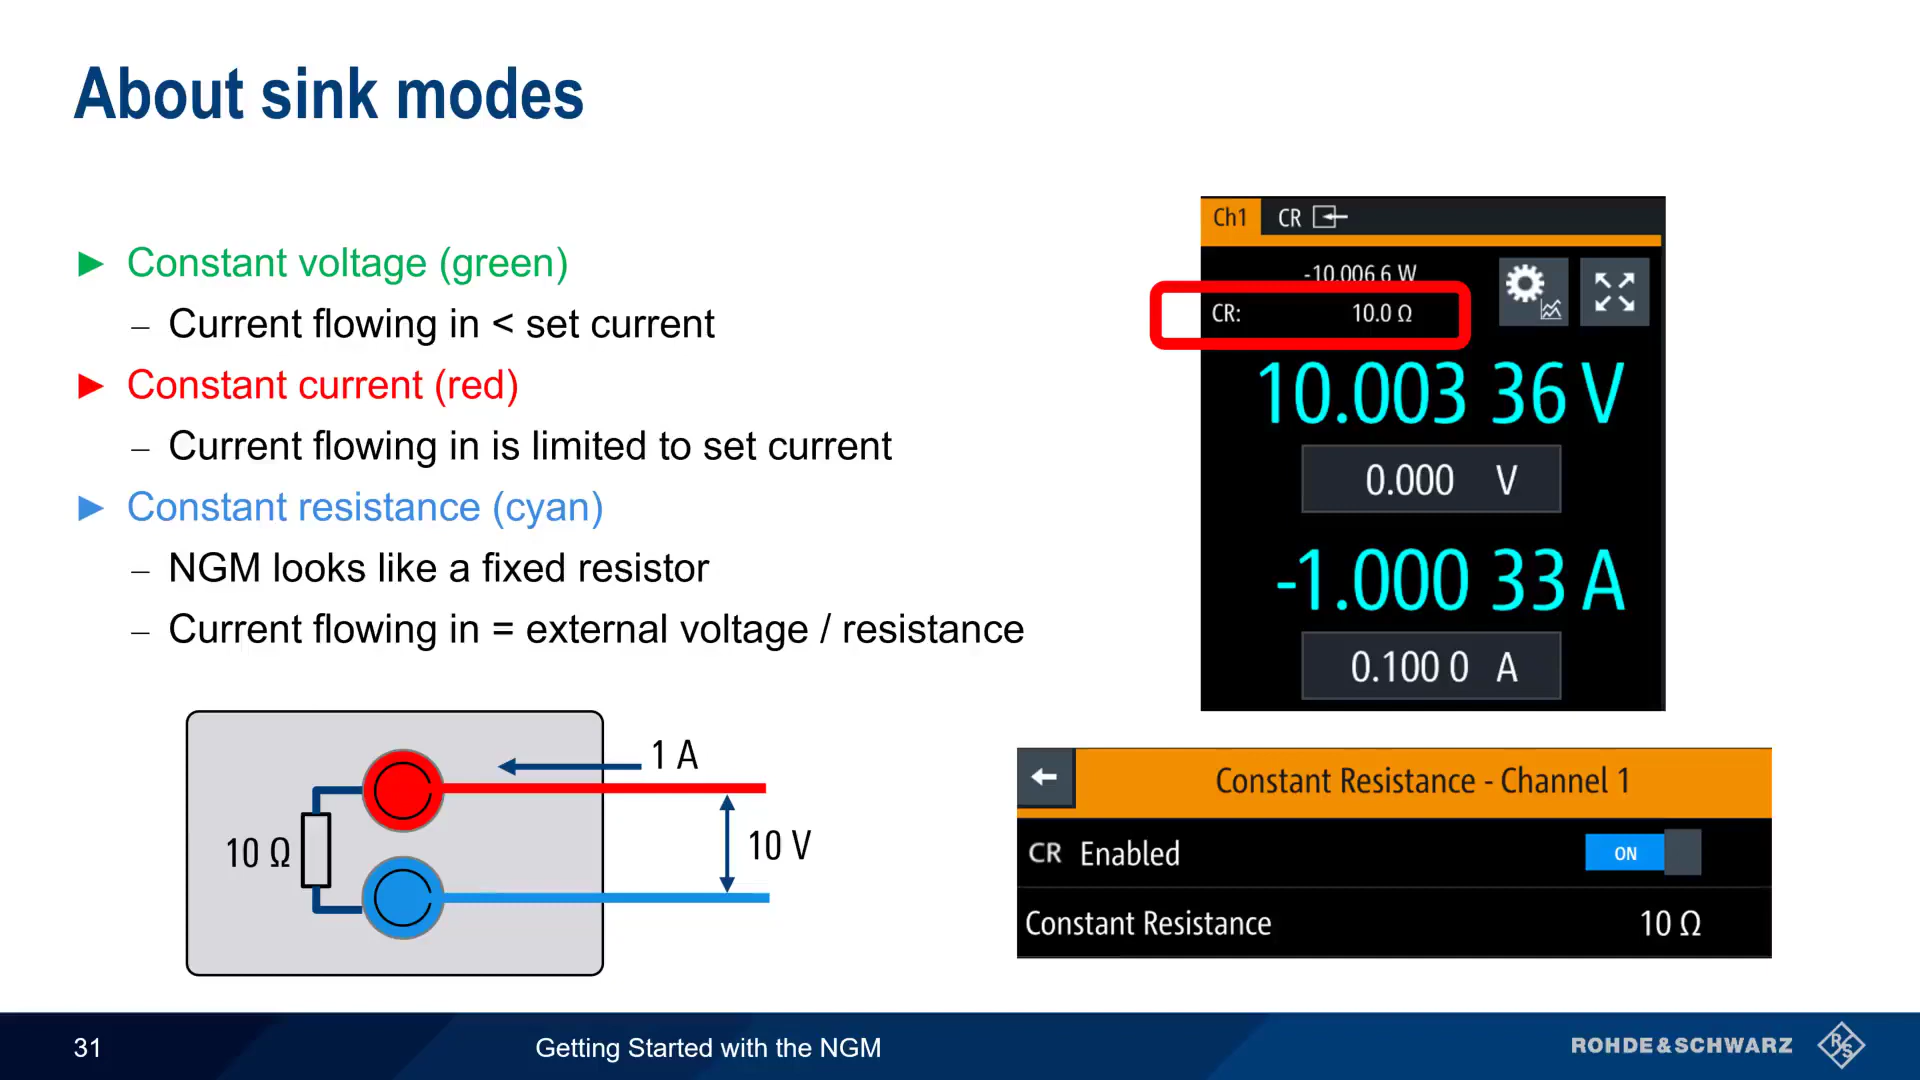 About sink modes
► Constant voltage (green)
– Current flowing in < set current
► Constant current (red)
– Current flowing in is limited to set current
► Constant resistance (cyan)
– NGM looks like a fixed resistor
– Current flowing in = external voltage / resistance
1 A
10 Ω
10 V
Ch1 CR
-10.006 6 W
CR: 10.0 Ω
10.003 36 V
0.000 V
-1.000 33 A
0.100 0 A
Constant Resistance - Channel 1
CR Enabled ON
Constant Resistance 10 Ω
31 Getting Started with the NGM ROHDE&SCHWARZ
R S